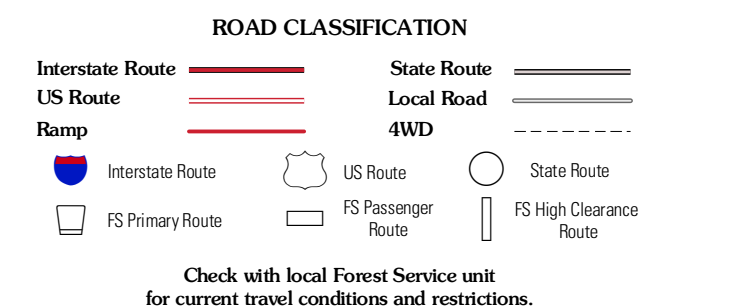 ROAD CLASSIFICATION
Interstate Route
State Route
US Route
Local Road
Ramp
4WD
Interstate Route
US Route
State Route
FS Primary Route
FS Passenger
Route
FS High Clearance
Route
Check with local Forest Service unit
for current travel conditions and restrictions.